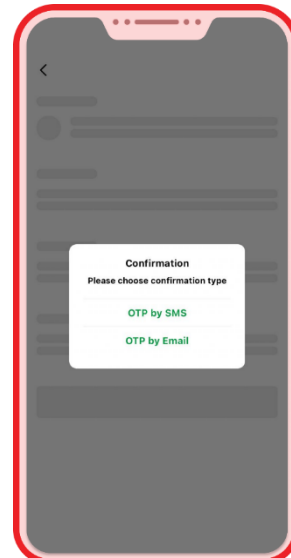 Confirmation
Please choose confirmation type
OTP by SMS
OTP by Email